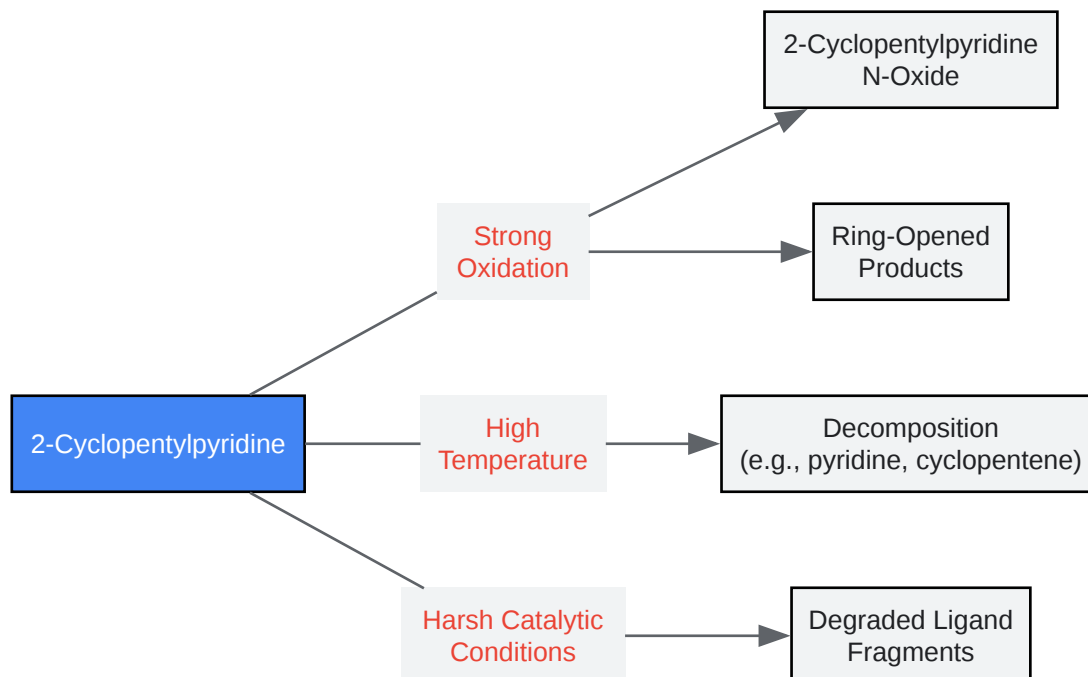 2-Cyclopentylpyridine
N-Oxide
Strong
Oxidation
Ring-Opened
Products
2-Cyclopentylpyridine
High
Temperature
Decomposition
(e.g., pyridine, cyclopentene)
Harsh Catalytic
Conditions
Degraded Ligand
Fragments